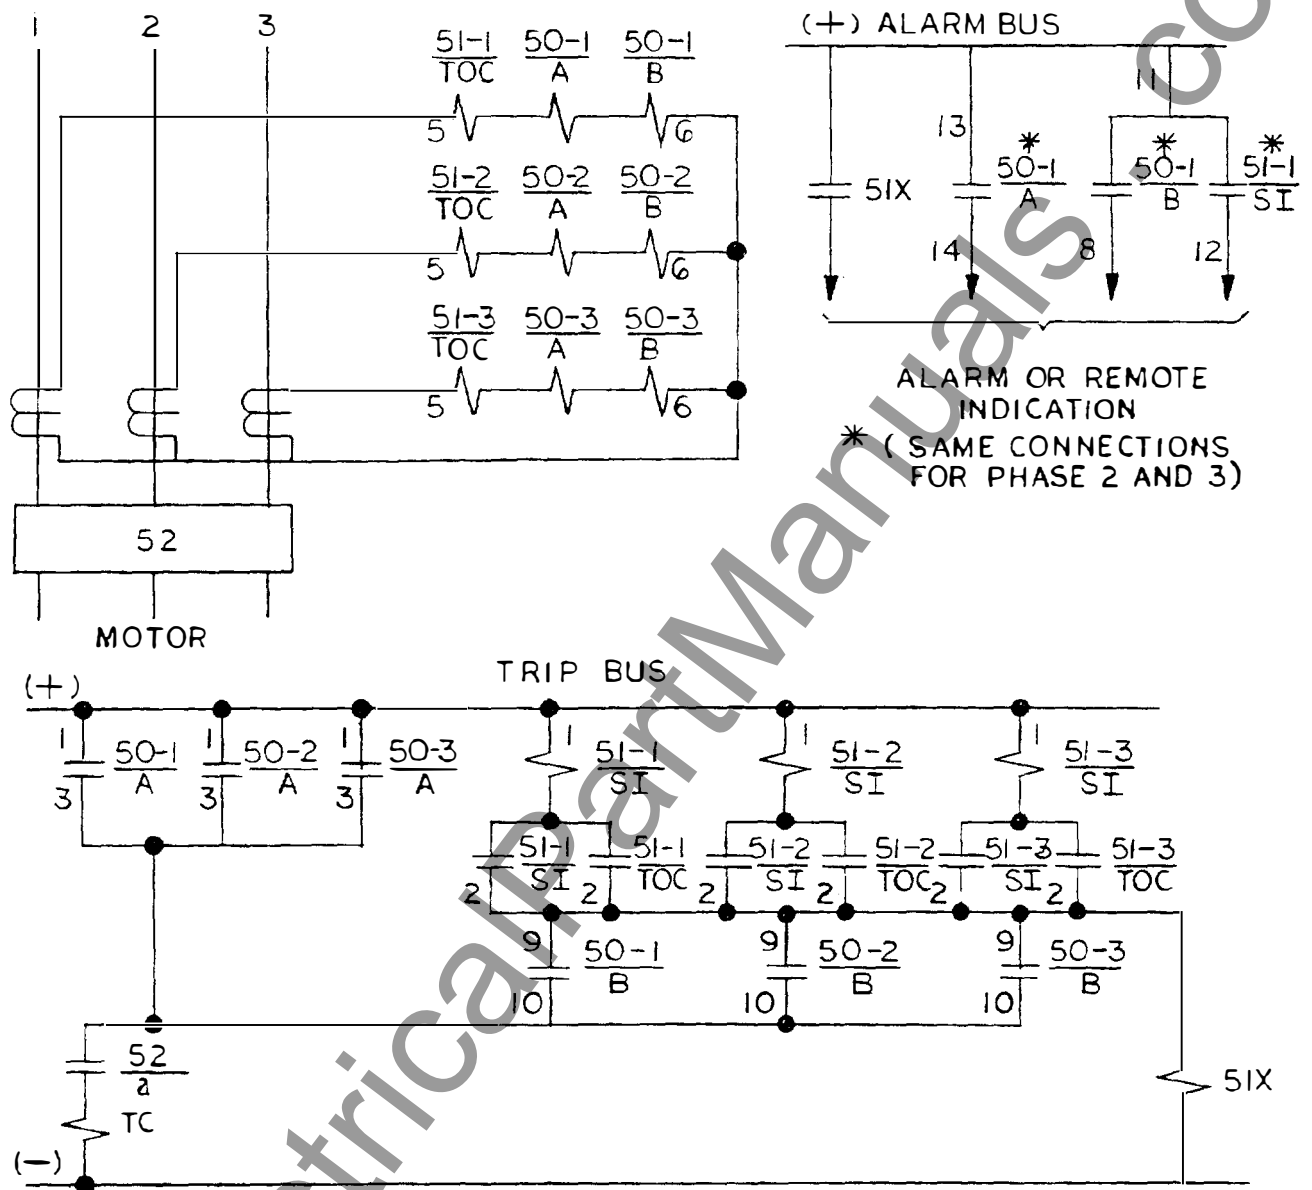 1 2 3
(+) ALARM BUS
51-1 50-1 50-1
TOC A B
5 6
51-2 50-2 50-2
TOC A B
5 6
51-3 50-3 50-3
TOC A B
5 6
11
13
51X
* * *
50-1 50-1 51-1
A B SI
14 8 12
ALARM OR REMOTE
INDICATION
* (SAME CONNECTIONS
FOR PHASE 2 AND 3)
52
MOTOR
TRIP BUS
(+)
1 50-1 1 50-2 1 50-3 1 51-1 1 51-2 1 51-3
A A A SI SI SI
3 3 3
51-1 51-1 51-2 51-2 51-3 51-3
SI TOC SI TOC SI TOC
2 2 2 2 2
9 50-1 9 50-2 9 50-3
B B B
10 10 10
52
a
TC
51X
(-)
ctricalPartManuals . co